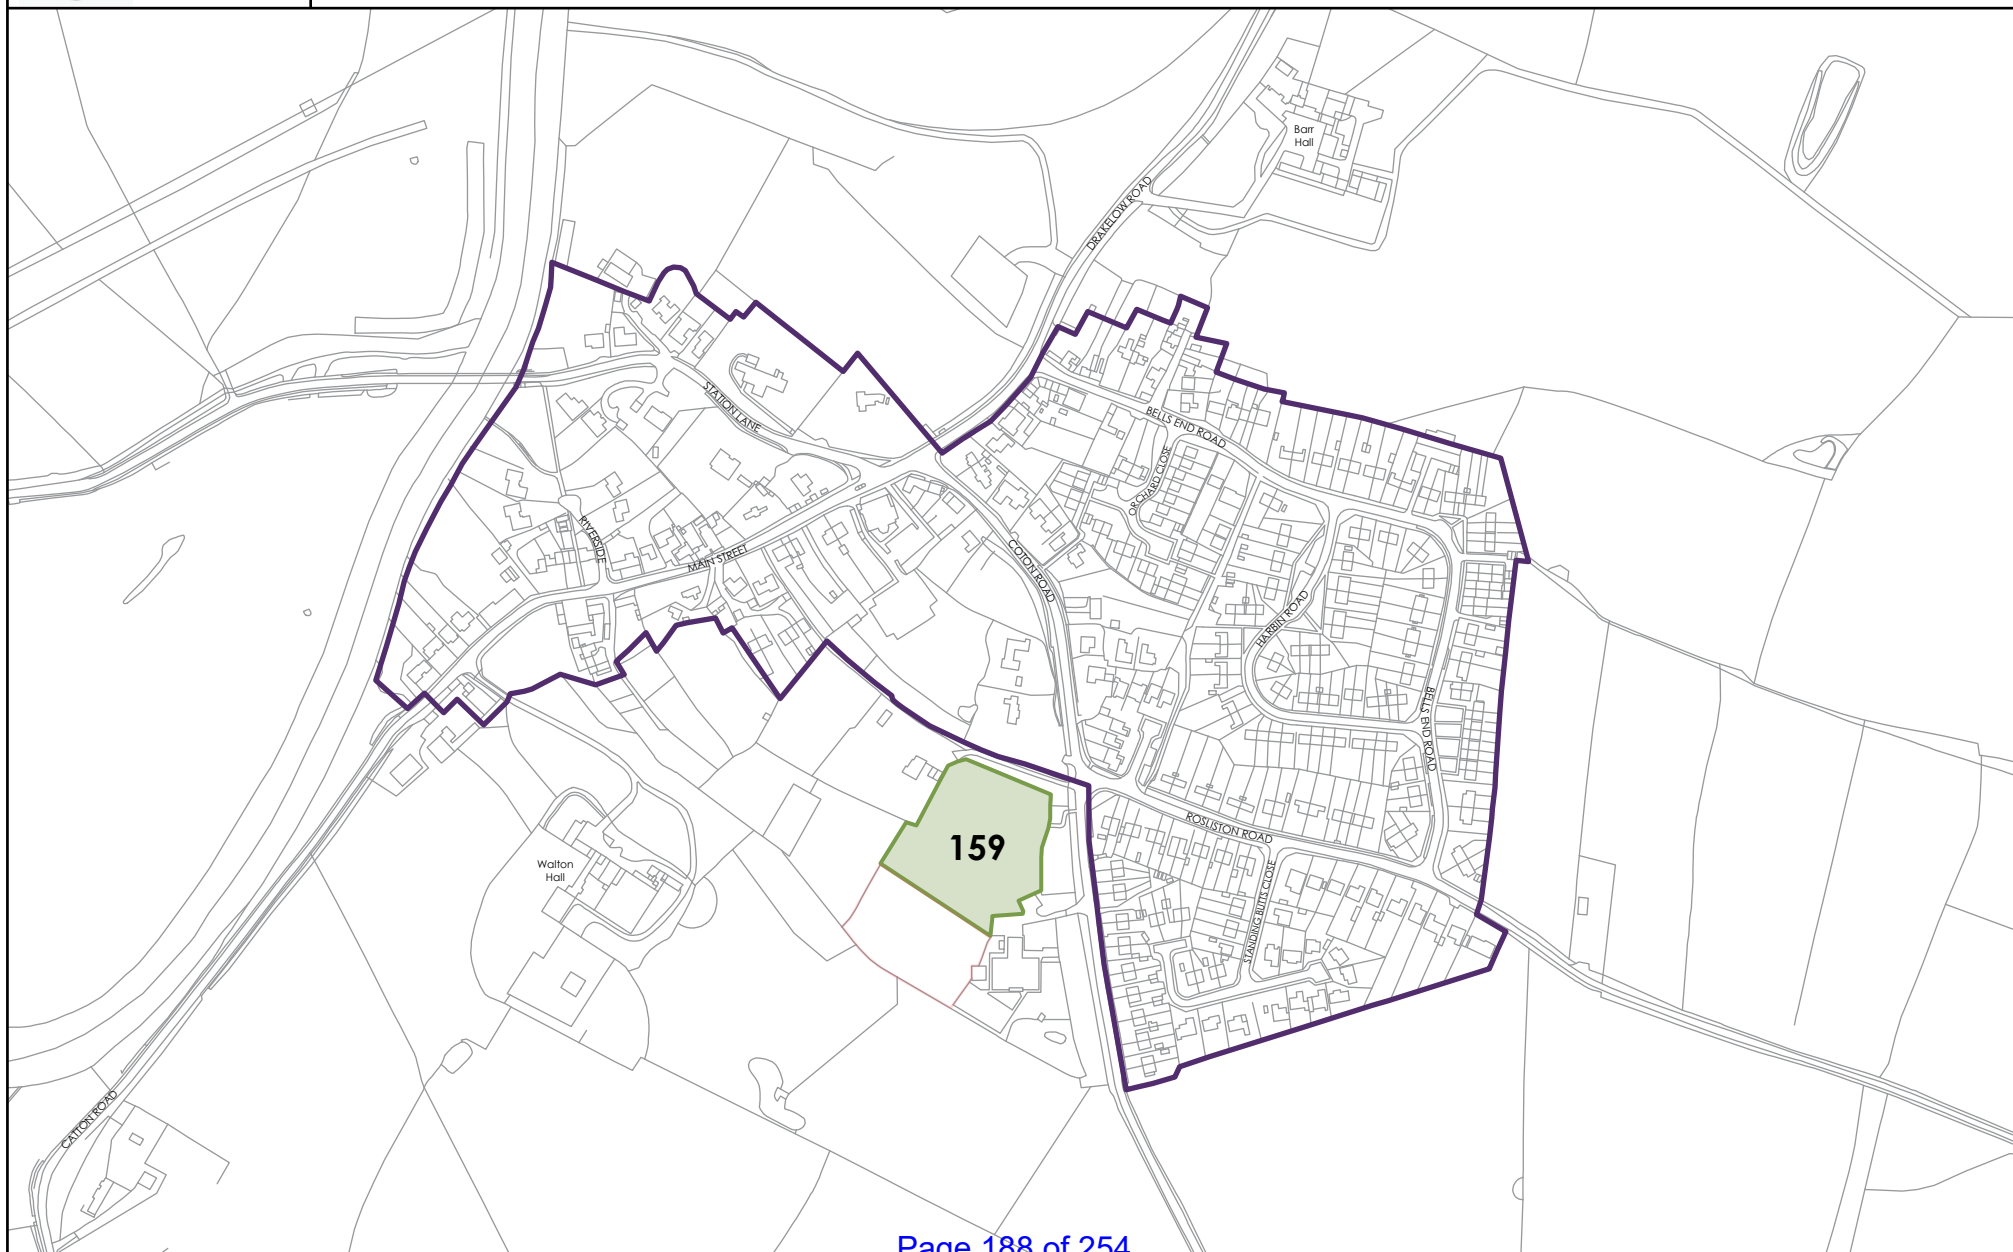 Barr
Hall
DRAKELOW ROAD
STATION LANE
BELLS END ROAD
ORCHARD CLOSE
RIVERSIDE
MAIN STREET
COTON ROAD
HARBIN ROAD
BELLS END ROAD
ROSLISTON ROAD
159
Walton
Hall
STANDING BUTTS CLOSE
CATTON ROAD
Page 188 of 254